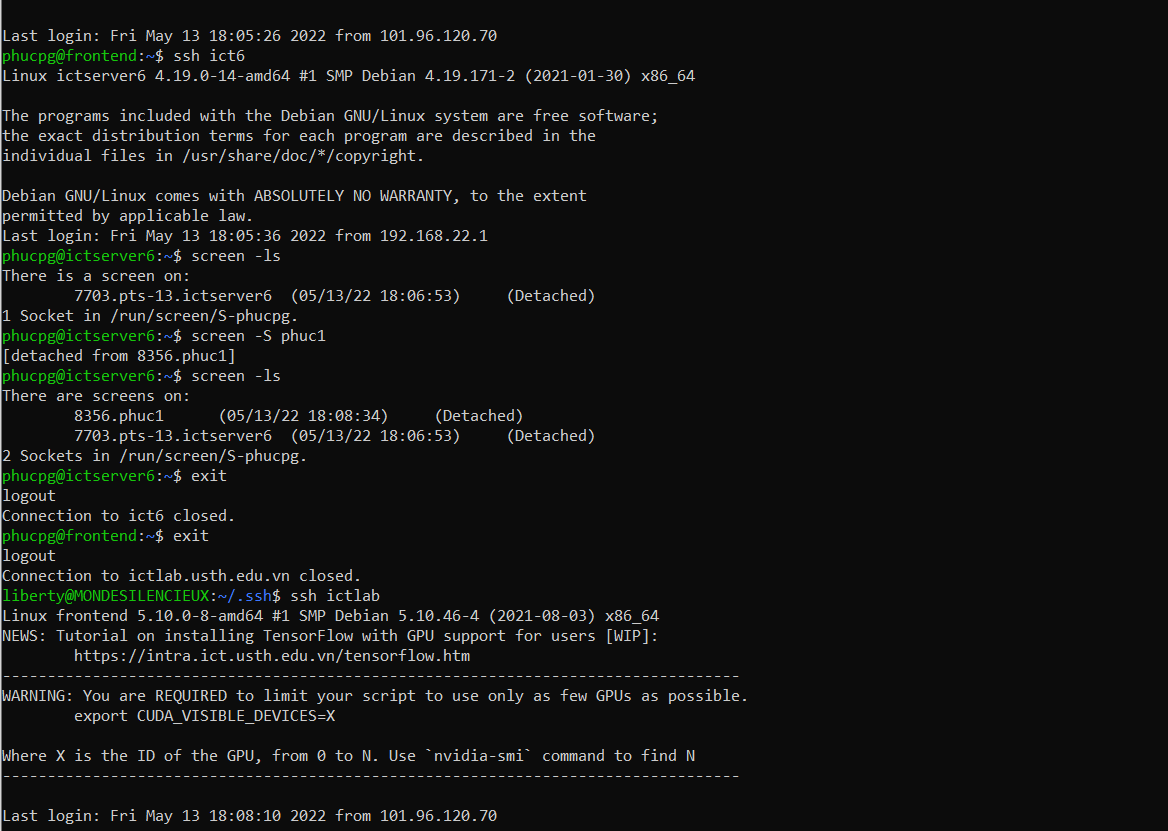 Last login: Fri May 13 18:05:26 2022 from 101.96.120.70
phucpg@frontend:~$ ssh ict6
Linux ictserver6 4.19.0-14-amd64 #1 SMP Debian 4.19.171-2 (2021-01-30) x86_64
The programs included with the Debian GNU/Linux system are free software;
the exact distribution terms for each program are described in the
individual files in /usr/share/doc/*/copyright.
Debian GNU/Linux comes with ABSOLUTELY NO WARRANTY, to the extent
permitted by applicable law.
Last login: Fri May 13 18:05:36 2022 from 192.168.22.1
phucpg@ictserver6:~$ screen -ls
There is a screen on:
        7703.pts-13.ictserver6  (05/13/22 18:06:53)     (Detached)
1 Socket in /run/screen/S-phucpg.
phucpg@ictserver6:~$ screen -S phuc1
[detached from 8356.phuc1]
phucpg@ictserver6:~$ screen -ls
There are screens on:
        8356.phuc1      (05/13/22 18:08:34)     (Detached)
        7703.pts-13.ictserver6  (05/13/22 18:06:53)     (Detached)
2 Sockets in /run/screen/S-phucpg.
phucpg@ictserver6:~$ exit
logout
Connection to ict6 closed.
phucpg@frontend:~$ exit
logout
Connection to ictlab.usth.edu.vn closed.
liberty@MONDESILENCIEUX:~/.ssh$ ssh ictlab
Linux frontend 5.10.0-8-amd64 #1 SMP Debian 5.10.46-4 (2021-08-03) x86_64
NEWS: Tutorial on installing TensorFlow with GPU support for users [WIP]:
        https://intra.ict.usth.edu.vn/tensorflow.htm
----------------------------------------------------------------------------------
WARNING: You are REQUIRED to limit your script to use only as few GPUs as possible.
        export CUDA_VISIBLE_DEVICES=X
Where X is the ID of the GPU, from 0 to N. Use `nvidia-smi` command to find N
----------------------------------------------------------------------------------
Last login: Fri May 13 18:08:10 2022 from 101.96.120.70